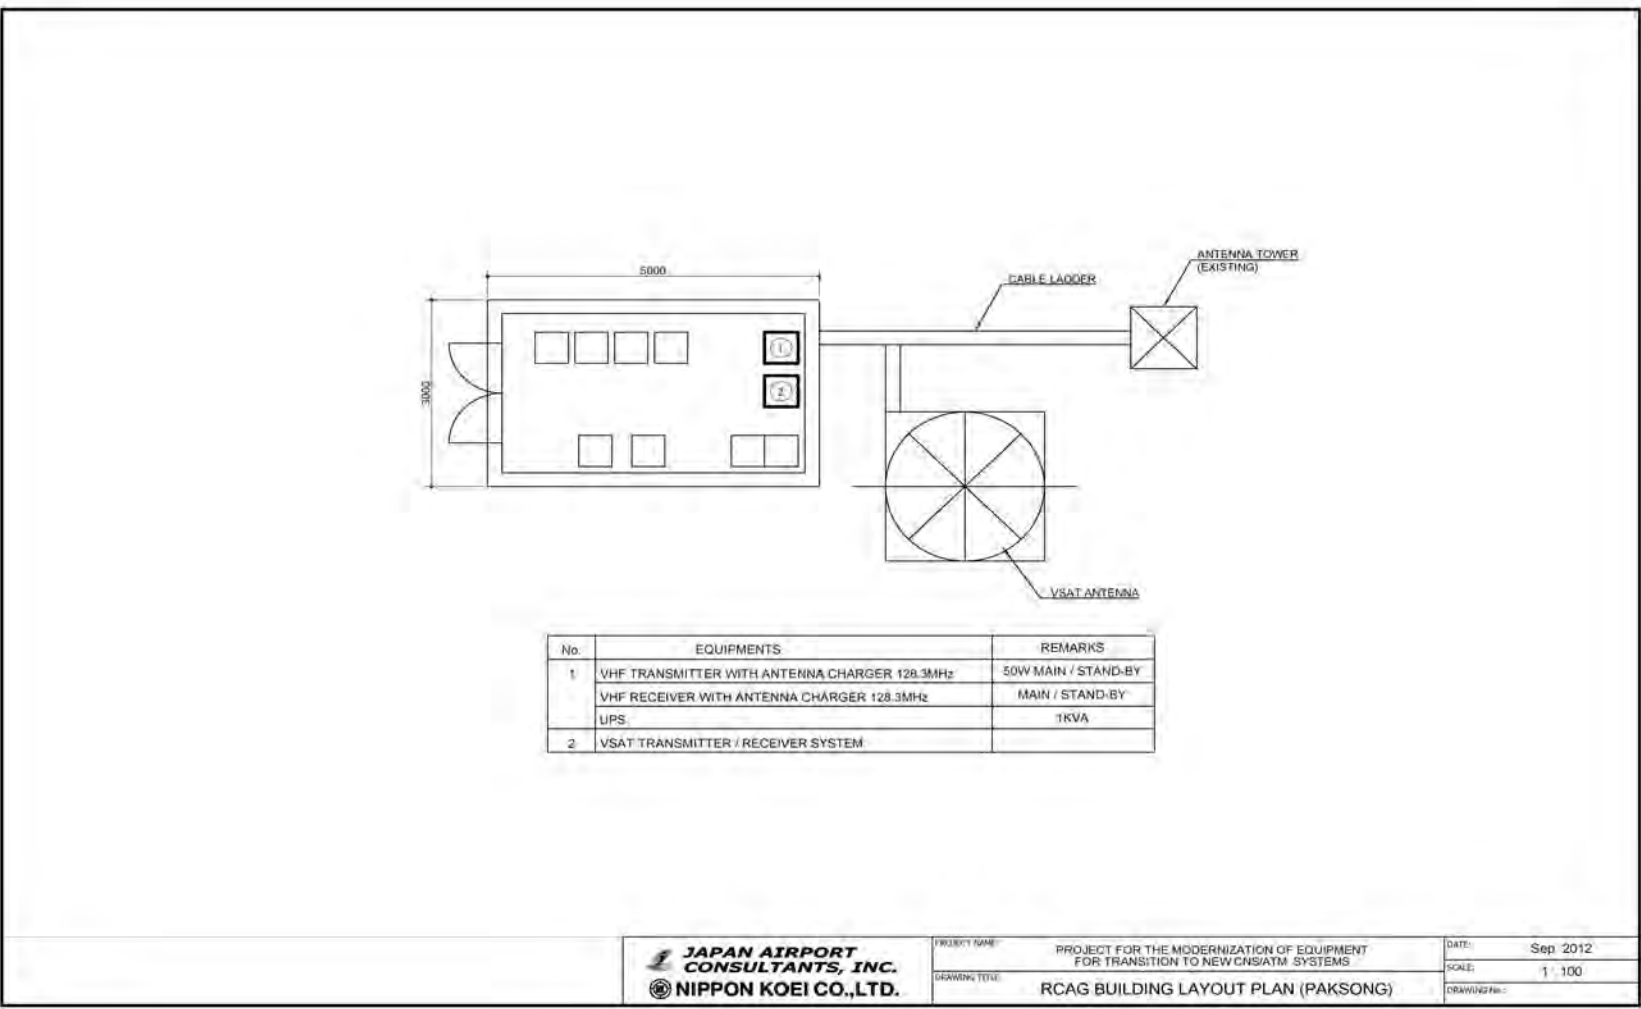 ANTENNA TOWER
(EXISTING)
CABLE LADDER
5000
3000
1
2
VSAT ANTENNA
No. EQUIPMENTS REMARKS
1 VHF TRANSMITTER WITH ANTENNA CHARGER 128.3MHz 50W MAIN / STAND-BY
VHF RECEIVER WITH ANTENNA CHARGER 128.3MHz MAIN / STAND-BY
UPS 1KVA
2 VSAT TRANSMITTER / RECEIVER SYSTEM
JAPAN AIRPORT
CONSULTANTS, INC.
NIPPON KOEI CO.,LTD.
PROJECT NAME:
PROJECT FOR THE MODERNIZATION OF EQUIPMENT
FOR TRANSITION TO NEW CNS/ATM SYSTEMS
DRAWING TITLE:
RCAG BUILDING LAYOUT PLAN (PAKSONG)
DATE: Sep. 2012
SCALE: 1 : 100
DRAWING No.: